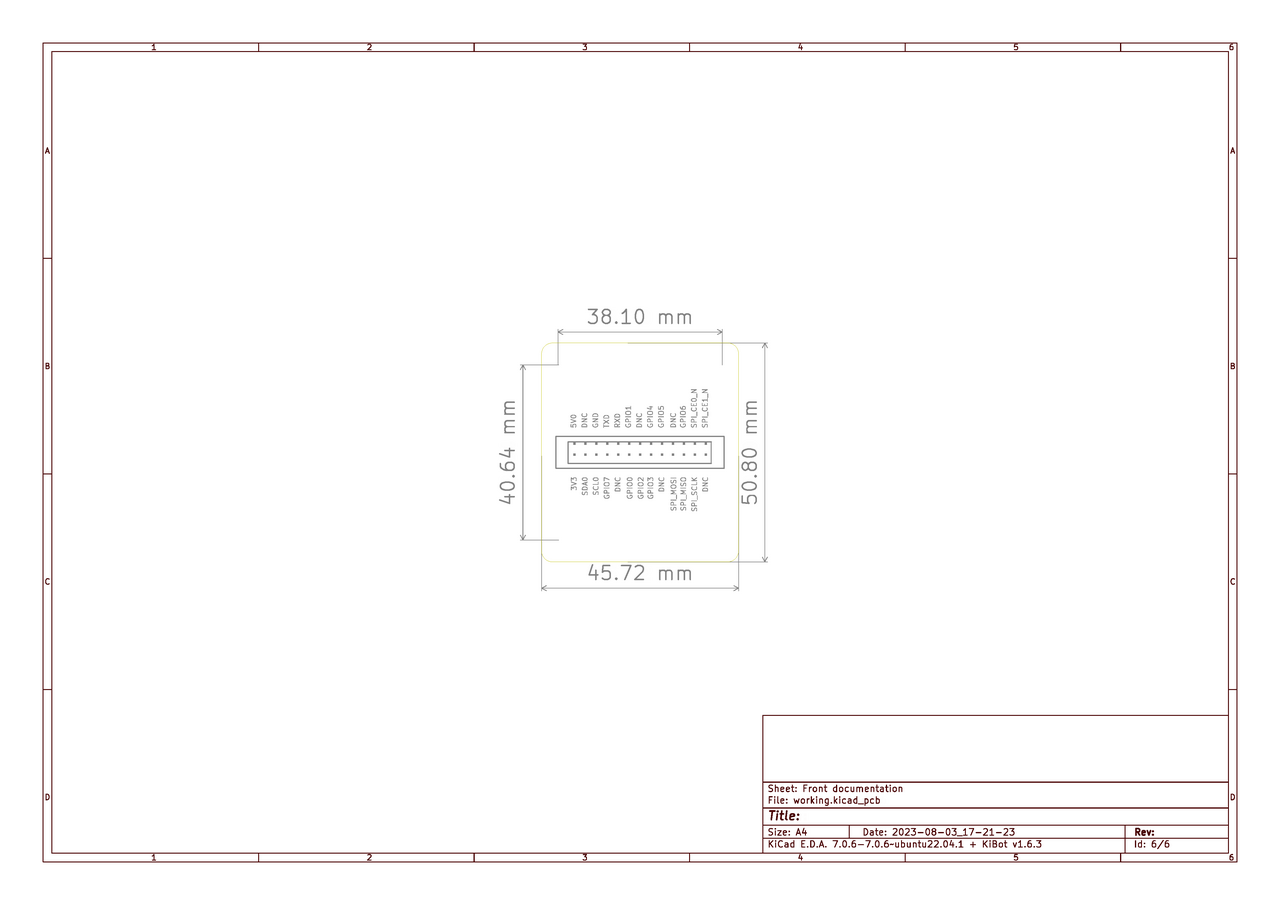 1 2 3 4 5 6
A A
38.10 mm
B B
5V0 DNC GND TXD RXD GPIO1 DNC GPIO4 GPIO5 DNC GPIO6 SPI_CE0_N SPI_CE1_N
40.64 mm
50.80 mm
3V3 SDA0 SCL0 GPIO7 DNC GPIO0 GPIO2 GPIO3 DNC SPI_MOSI SPI_MISO SPI_SCLK DNC
45.72 mm
C C
D D
Sheet: Front documentation
File: working.kicad_pcb
Title:
Size: A4 Date: 2023-08-03_17-21-23 Rev:
KiCad E.D.A. 7.0.6-7.0.6~ubuntu22.04.1 + KiBot v1.6.3 Id: 6/6
1 2 3 4 5 6